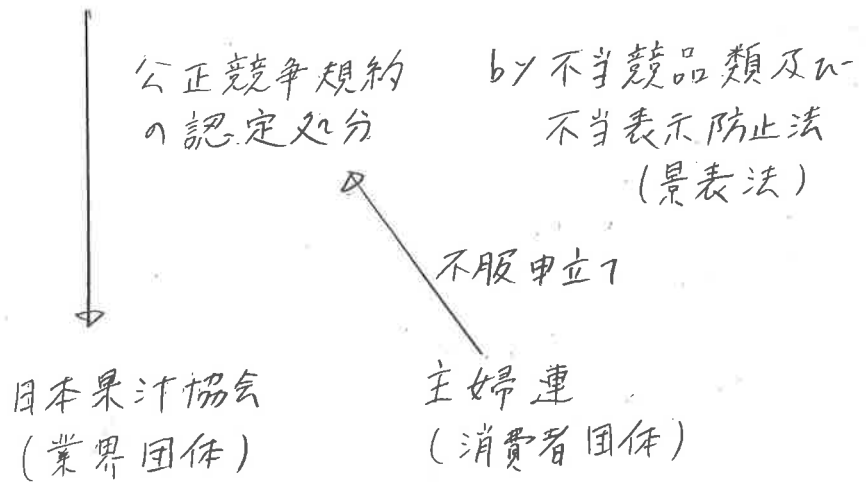 公正競争規約
の認定処分
by 不当競品類及び
不当表示防止法
(景表法)
不服申立て
日本果汁協会
(業界団体)
主婦連
(消費者団体)